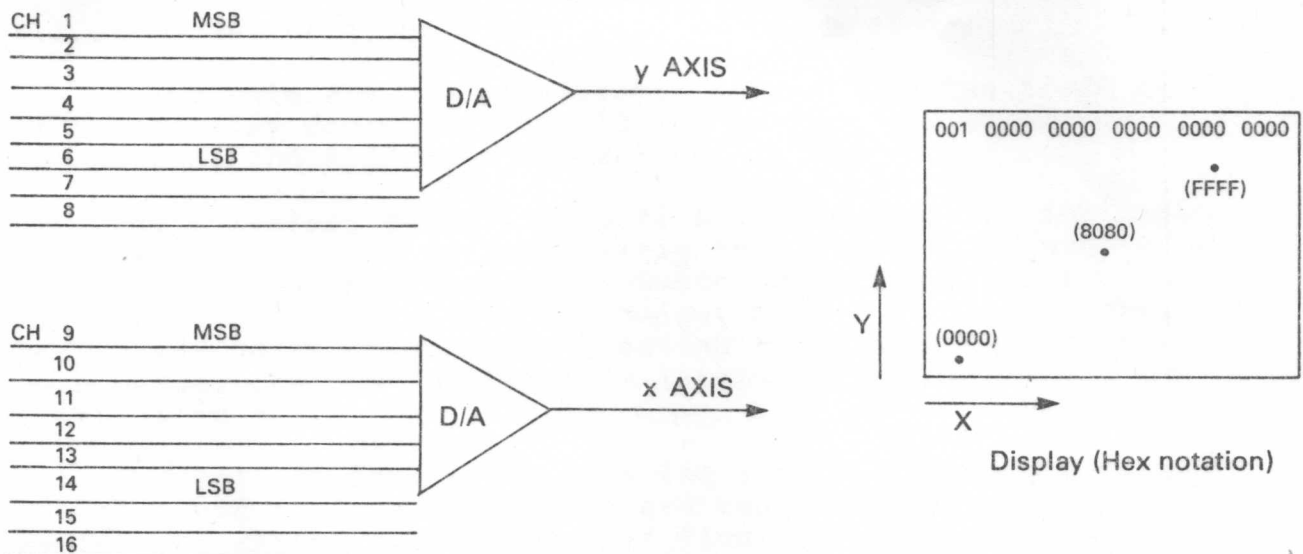 CH 1 MSB
2
3
4
5
6 LSB
7
8
D/A
y AXIS
CH 9 MSB
10
11
12
13
14 LSB
15
16
D/A
x AXIS
001 0000 0000 0000 0000 0000
(FFFF)
(8080)
(0000)
Y
X
Display (Hex notation)